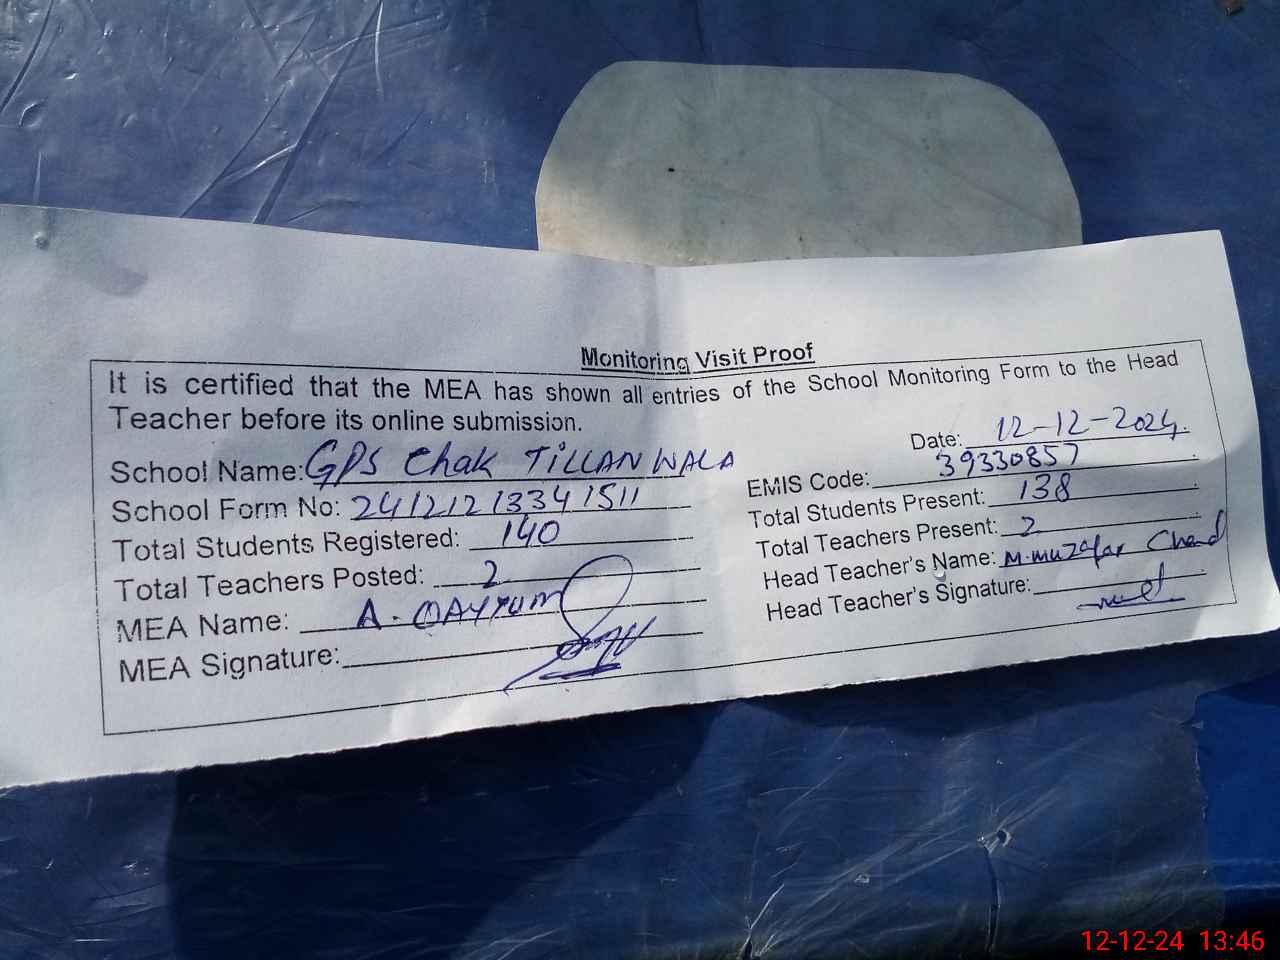 Monitoring Visit Proof
It is certified that the MEA has shown all entries of the School Monitoring Form to the Head
Teacher before its online submission.
Date: 12-12-2024.
School Name: GPS Chak TILLAN WALA
EMIS Code: 39330857
School Form No: 24121213341511
Total Students Present: 138
Total Students Registered: 140
Total Teachers Present: 2
Total Teachers Posted: 2
Head Teacher's Name: M.muzafar Chand
MEA Name: A. QAYYUM
Head Teacher's Signature:
MEA Signature:
12-12-24 13:46